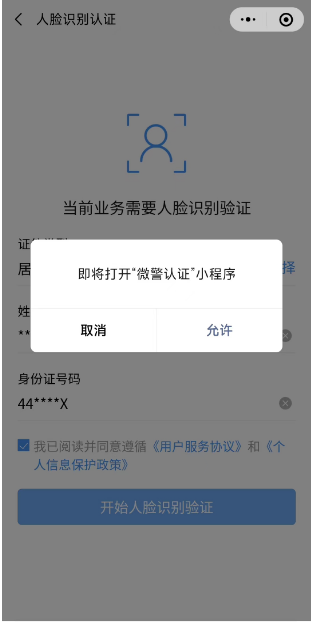 人脸识别认证
当前业务需要人脸识别验证
居
择
即将打开“微警认证”小程序
姓
**
取消
允许
身份证号码
44****X
我已阅读并同意遵循《用户服务协议》和《个
人信息保护政策》
开始人脸识别验证